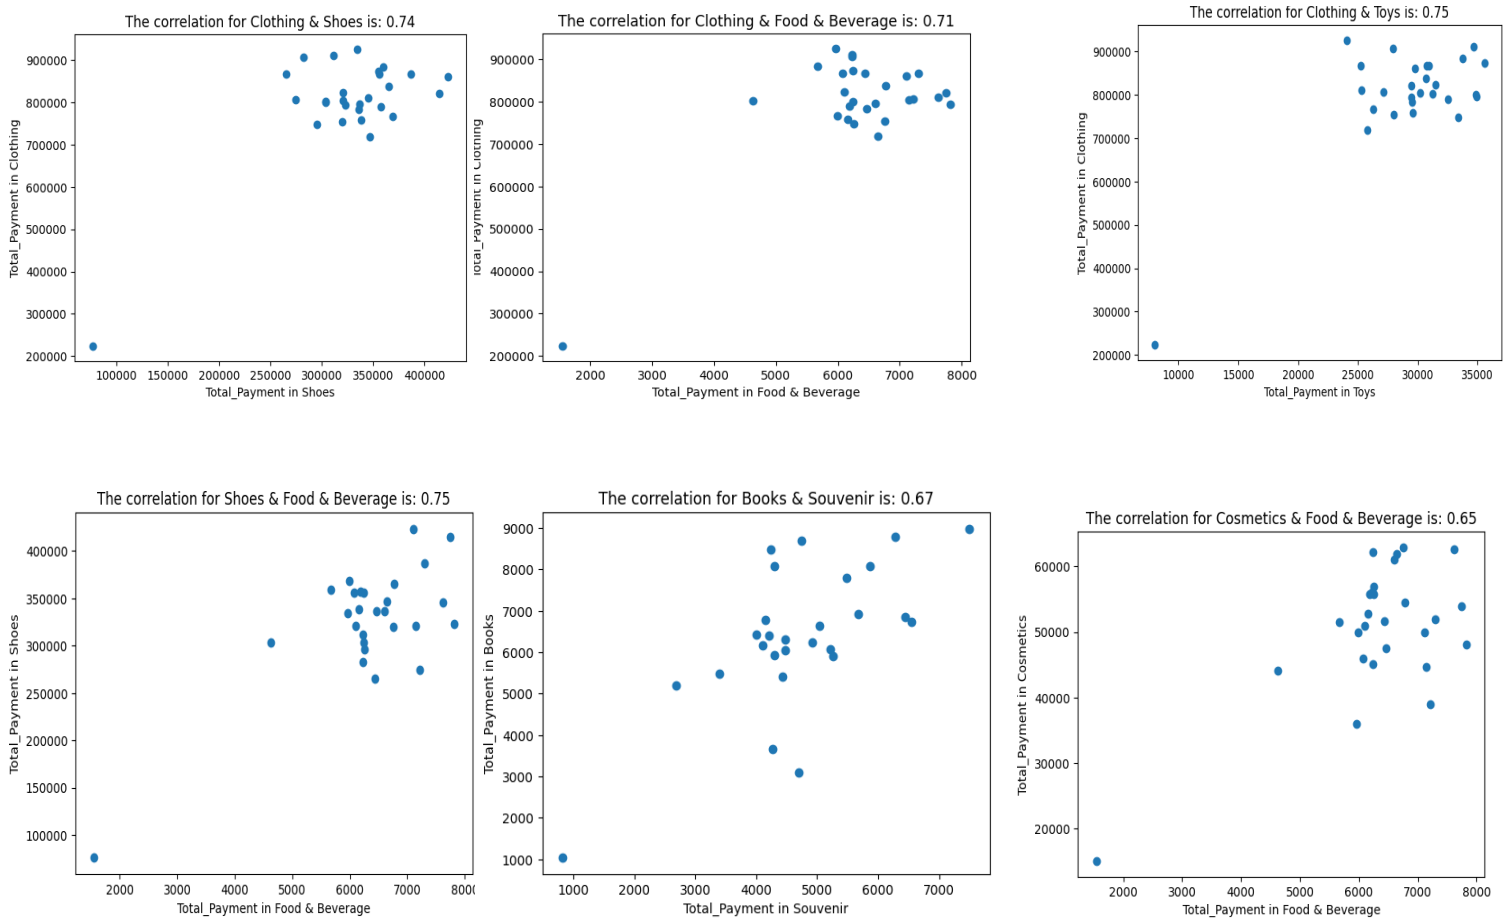 The correlation for Clothing & Shoes is: 0.74
900000
800000
700000
600000
500000
400000
300000
200000
Total_Payment in Clothing
100000 150000 200000 250000 300000 350000 400000
Total_Payment in Shoes
The correlation for Clothing & Food & Beverage is: 0.71
900000
800000
700000
600000
500000
400000
300000
200000
Total_Payment in Clothing
2000 3000 4000 5000 6000 7000 8000
Total_Payment in Food & Beverage
The correlation for Clothing & Toys is: 0.75
900000
800000
700000
600000
500000
400000
300000
200000
Total_Payment in Clothing
10000 15000 20000 25000 30000 35000
Total_Payment in Toys
The correlation for Shoes & Food & Beverage is: 0.75
400000
350000
300000
250000
200000
150000
100000
Total_Payment in Shoes
2000 3000 4000 5000 6000 7000 8000
Total_Payment in Food & Beverage
The correlation for Books & Souvenir is: 0.67
9000
8000
7000
6000
5000
4000
3000
2000
1000
Total_Payment in Books
1000 2000 3000 4000 5000 6000 7000
Total_Payment in Souvenir
The correlation for Cosmetics & Food & Beverage is: 0.65
60000
50000
40000
30000
20000
Total_Payment in Cosmetics
2000 3000 4000 5000 6000 7000 8000
Total_Payment in Food & Beverage